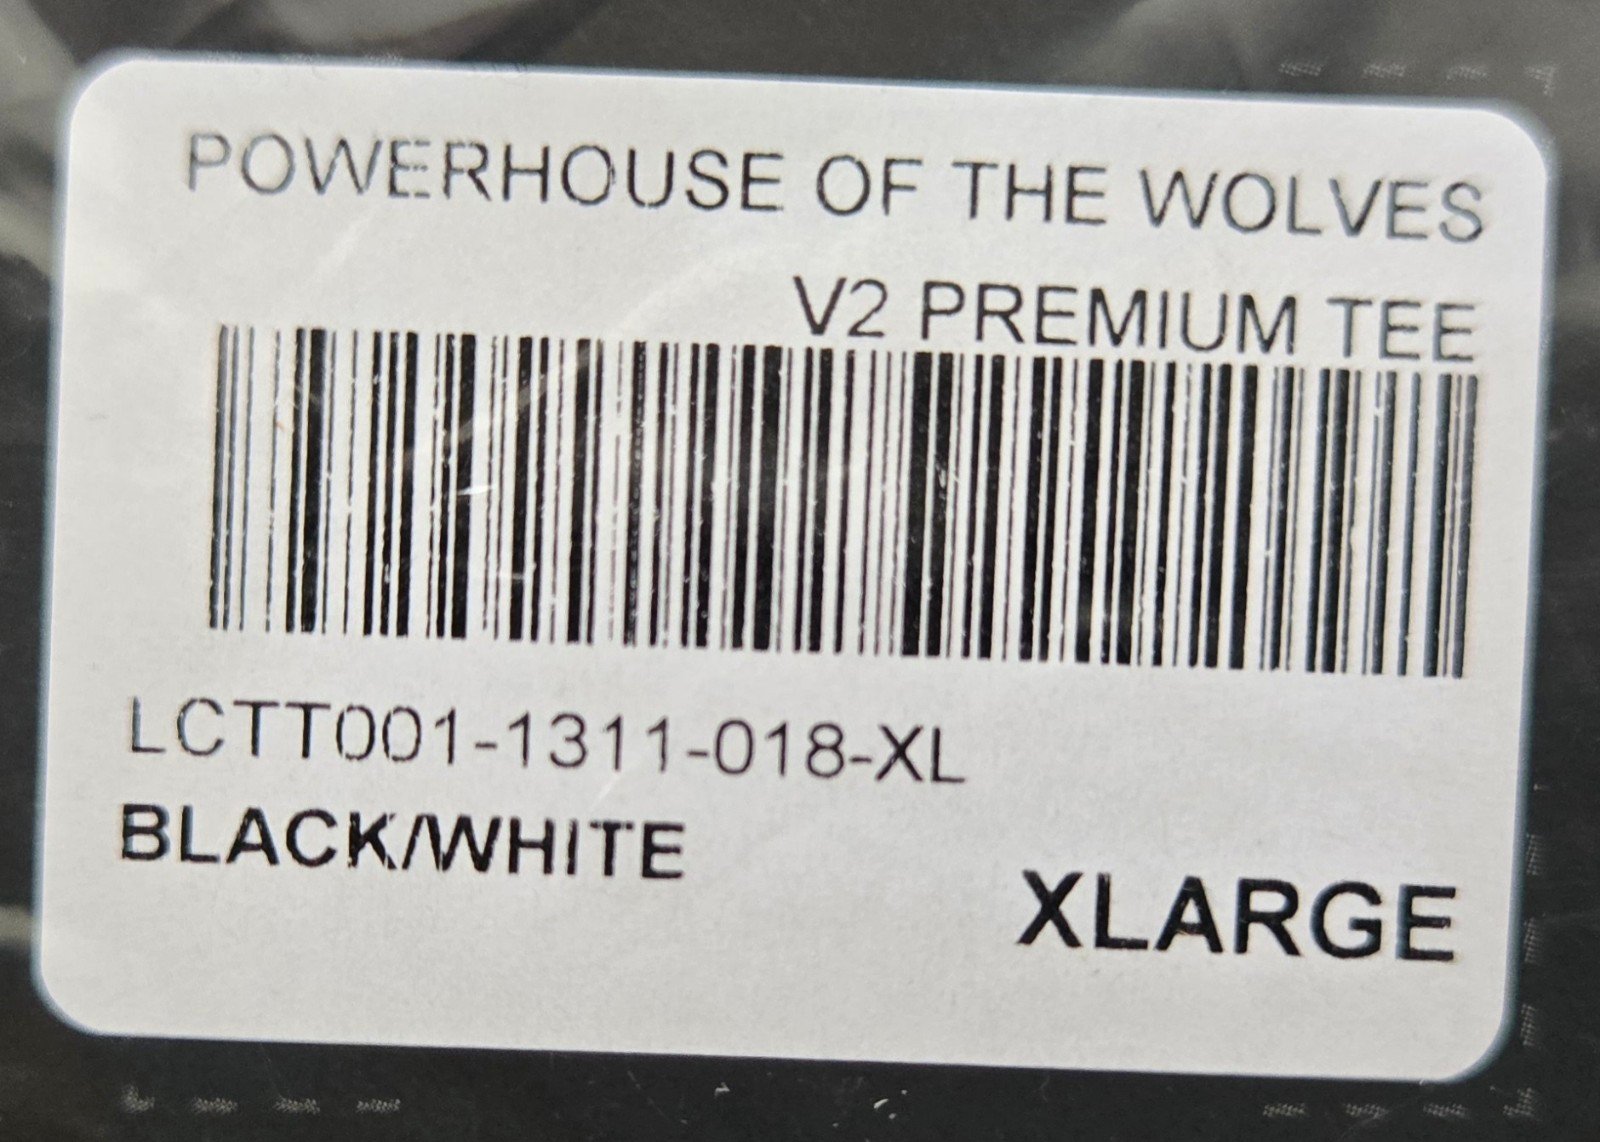 POWERHOUSE OF THE WOLVES
V2 PREMIUM TEE
LCTT001-1311-018-XL
BLACK/WHITE
XLARGE